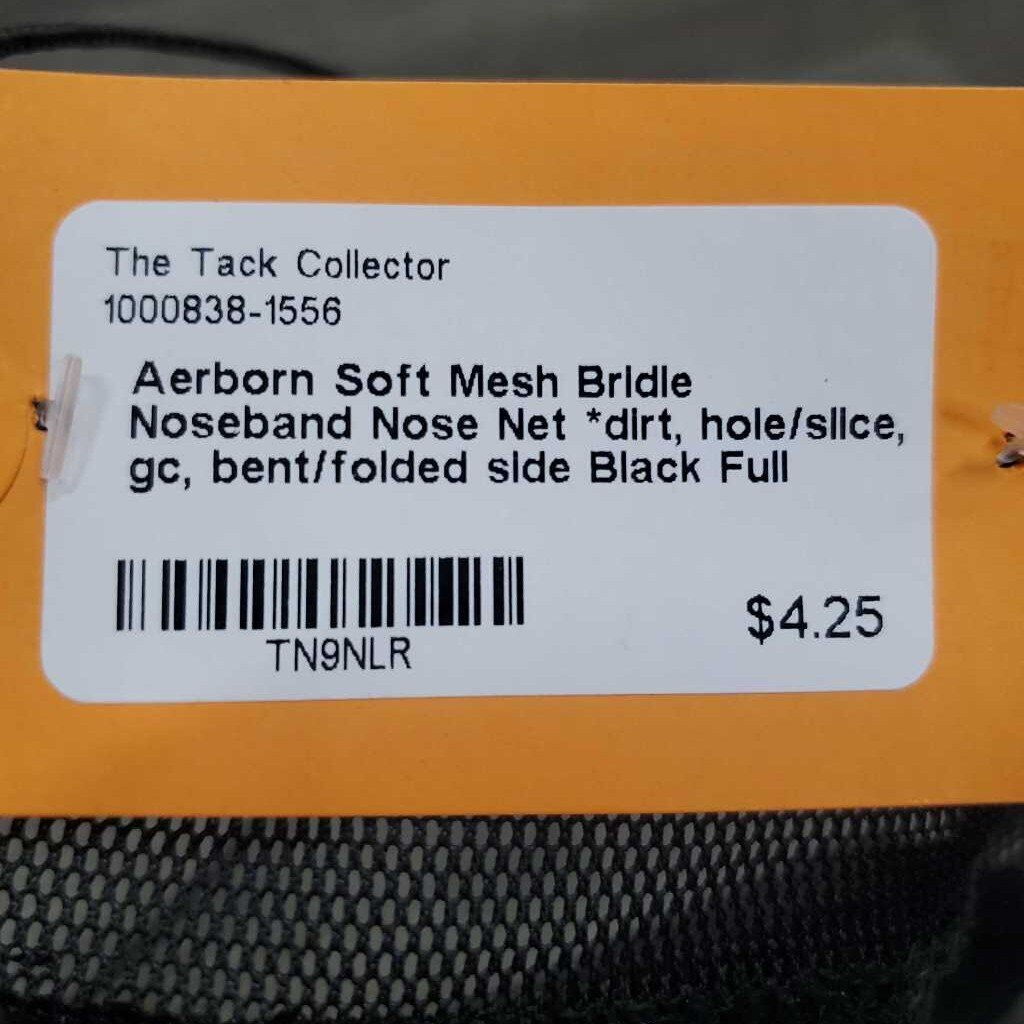 The Tack Collector
1000838-1556
Aerborn Soft Mesh Bridle
Noseband Nose Net *dirt, hole/slice,
gc, bent/folded side Black Full
TN9NLR
$4.25